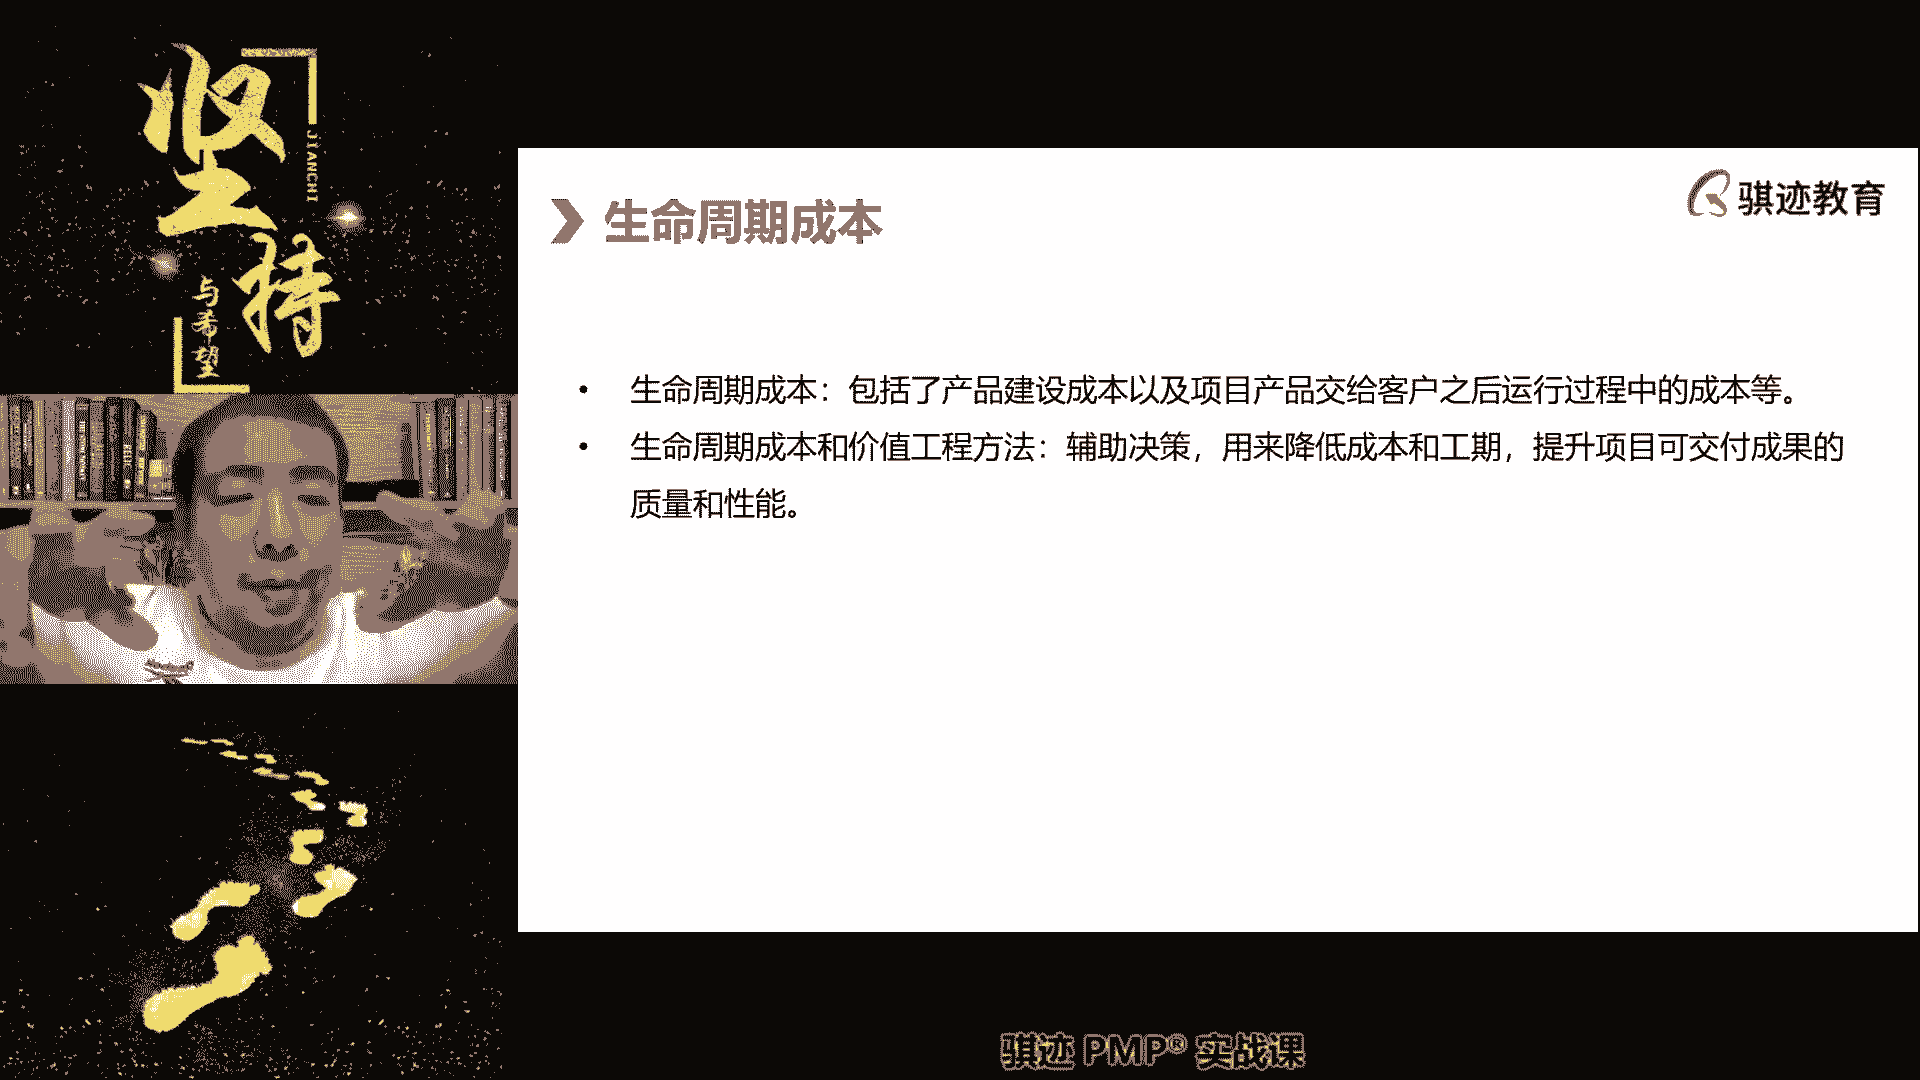 坚持
JIANCHI
与希望
骐迹教育
生命周期成本
• 生命周期成本：包括了产品建设成本以及项目产品交给客户之后运行过程中的成本等。
• 生命周期成本和价值工程方法：辅助决策，用来降低成本和工期，提升项目可交付成果的
质量和性能。
骐迹 PMP® 实战课